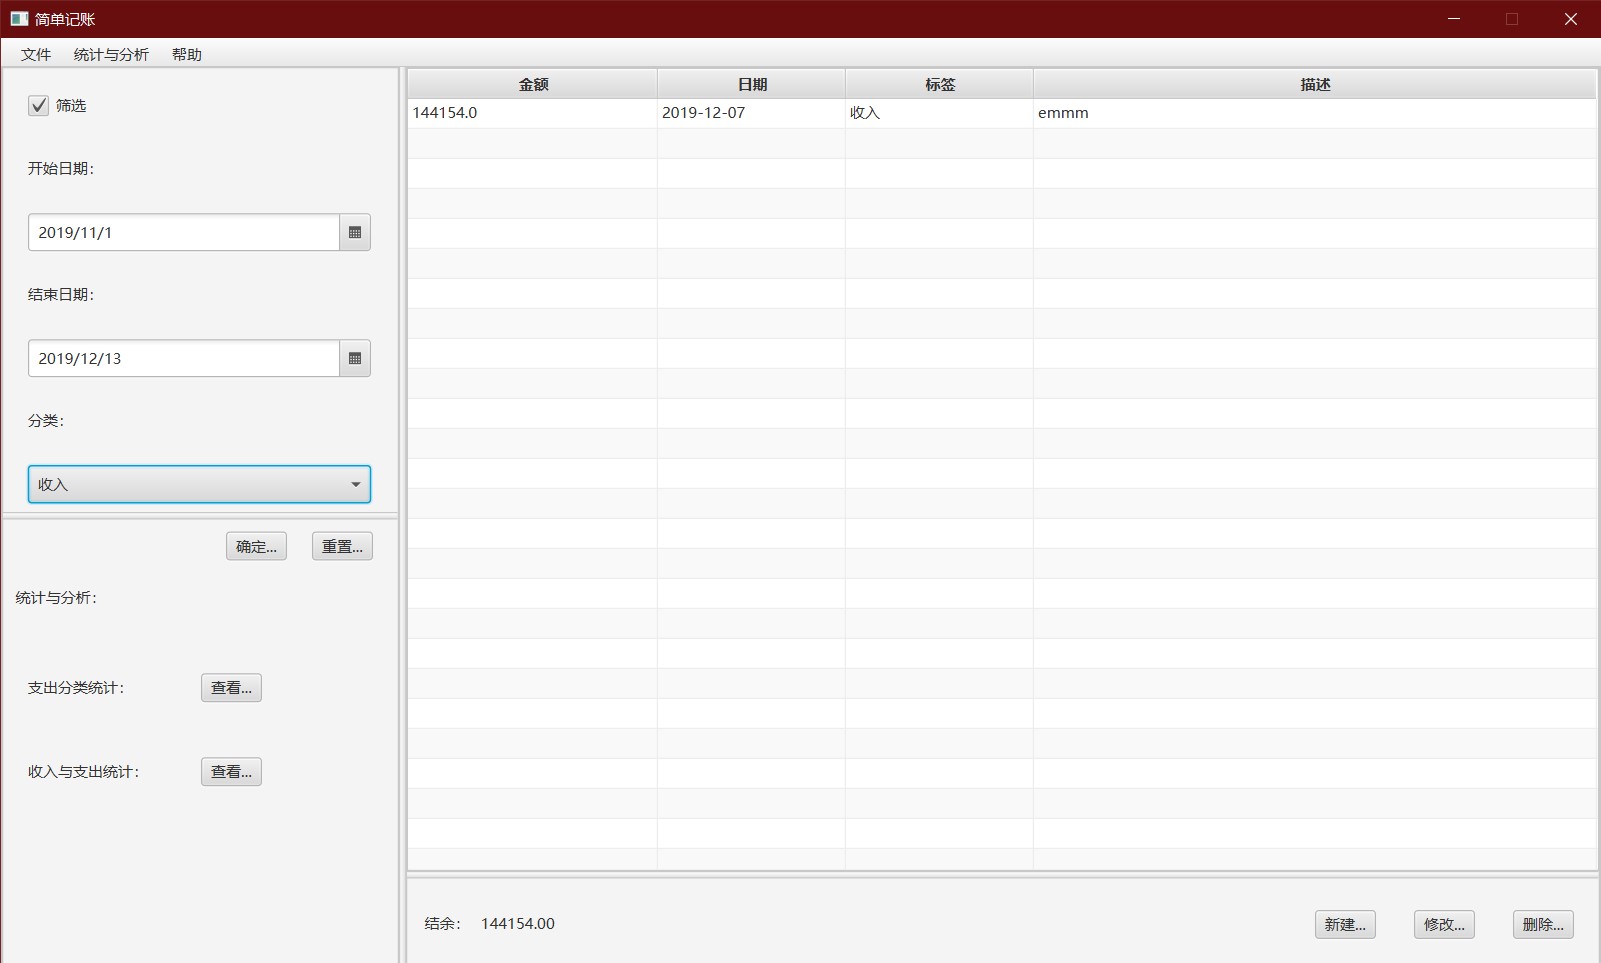 简单记账
文件 统计与分析 帮助
筛选
开始日期：
2019/11/1
结束日期：
2019/12/13
分类：
收入
确定... 重置...
统计与分析：
支出分类统计： 查看...
收入与支出统计： 查看...
金额 日期 标签 描述
144154.0 2019-12-07 收入 emmm
结余： 144154.00
新建... 修改... 删除...